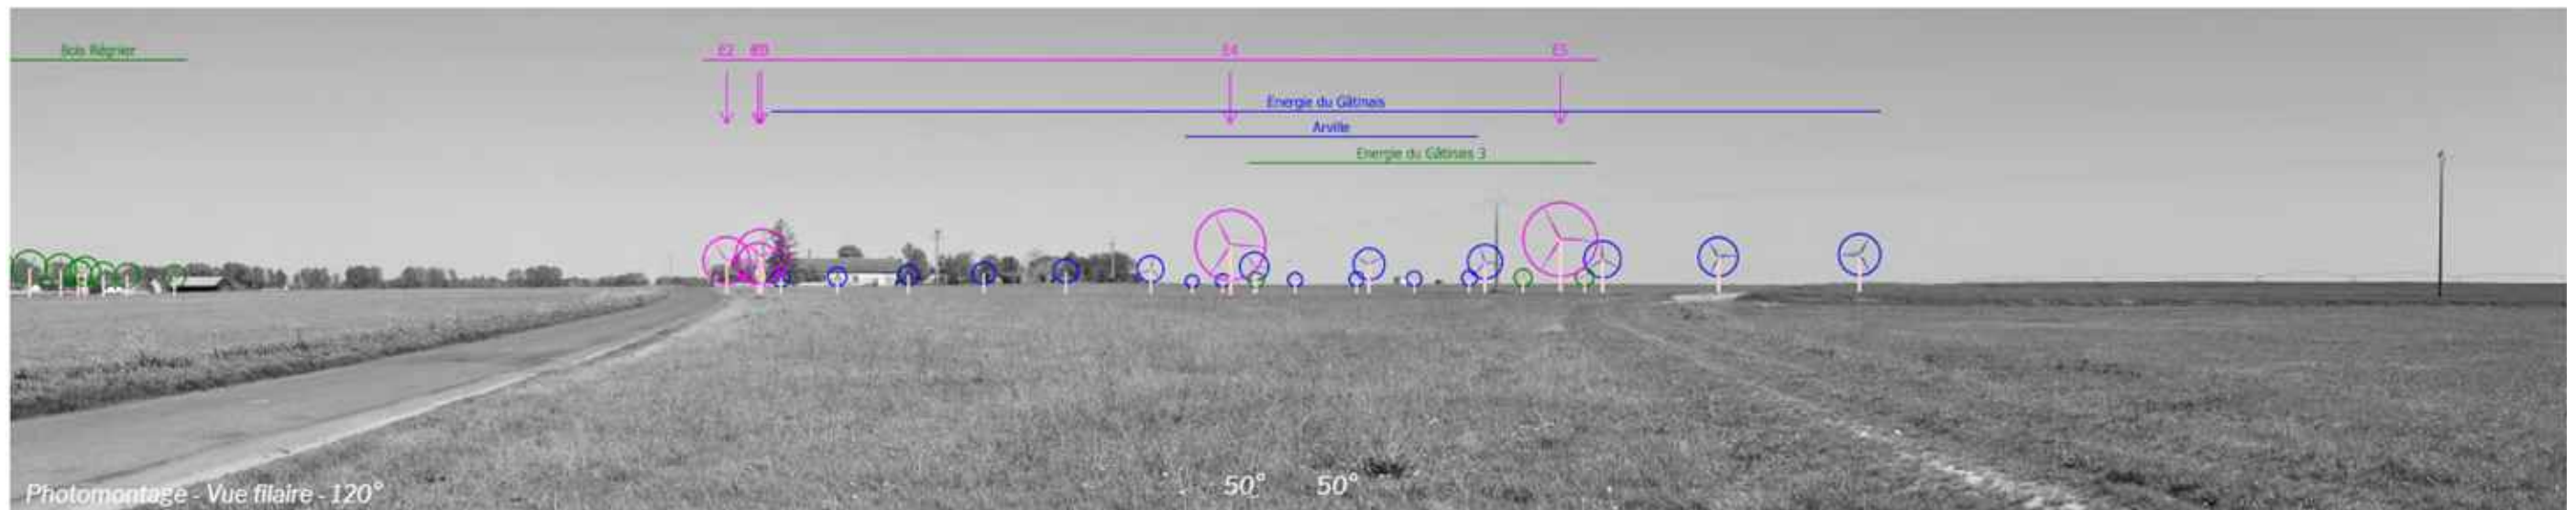 Bois Régnier
E2
E4
E5
Energie du Gâtinais
Arville
Energie du Gâtinais 3
Photomontage - Vue filaire - 120°
50° 50°